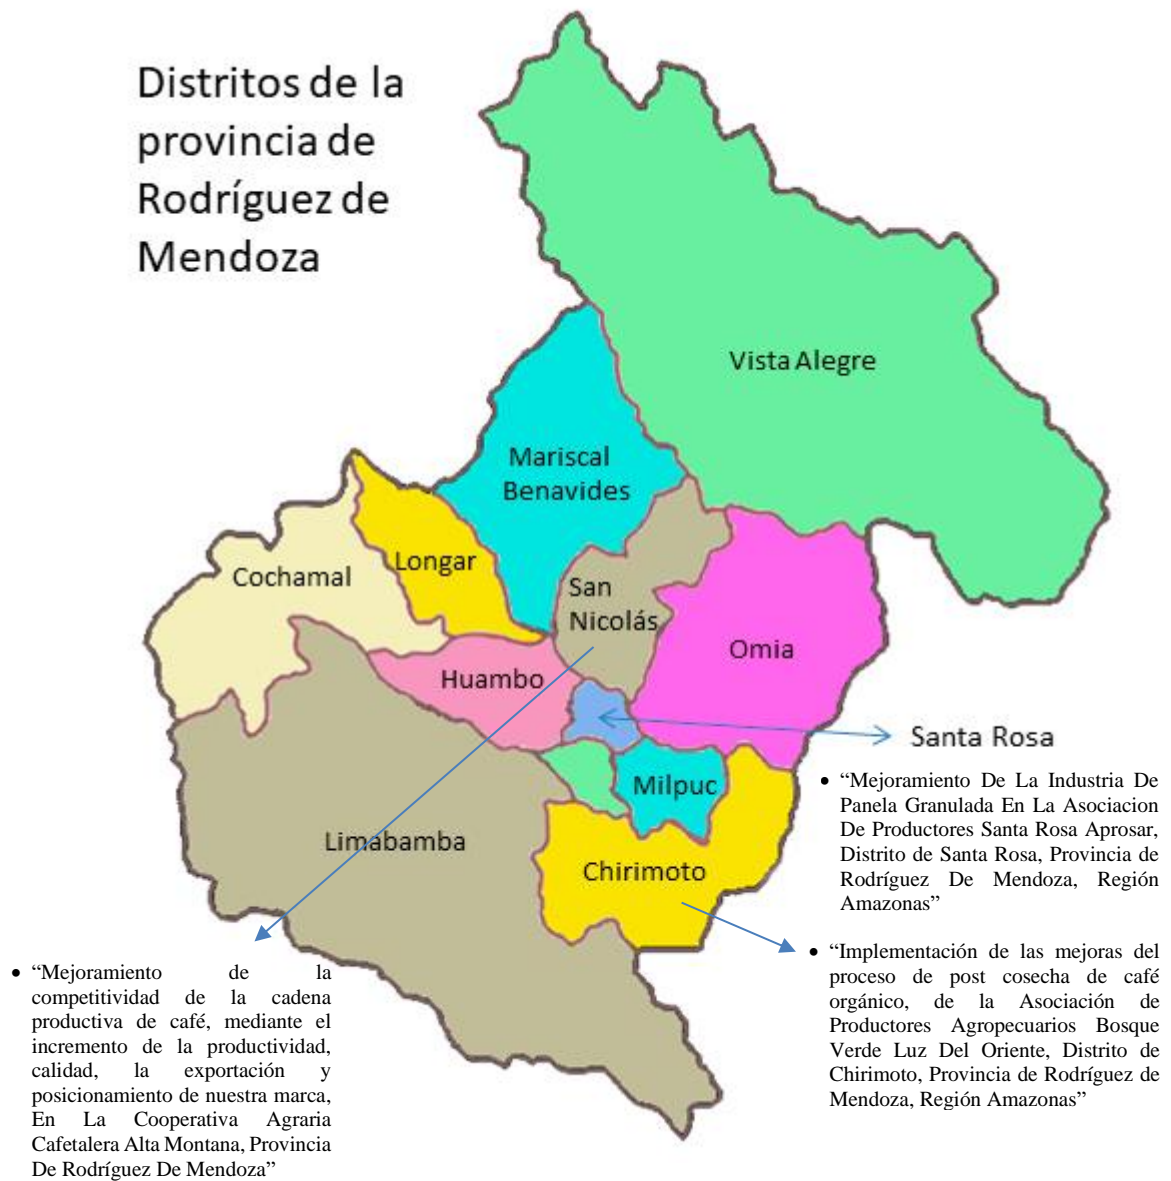 Distritos de la
provincia de
Rodríguez de
Mendoza
Vista Alegre
Mariscal
Benavides
Longar
Cochamal
San
Nicolás
Omia
Huambo
Santa Rosa
Milpuc
Limabamba
Chirimoto
• “Mejoramiento De La Industria De
Panela Granulada En La Asociacion
De Productores Santa Rosa Aprosar,
Distrito de Santa Rosa, Provincia de
Rodríguez De Mendoza, Región
Amazonas”
• “Implementación de las mejoras del
proceso de post cosecha de café
orgánico, de la Asociación de
Productores Agropecuarios Bosque
Verde Luz Del Oriente, Distrito de
Chirimoto, Provincia de Rodríguez de
Mendoza, Región Amazonas”
• “Mejoramiento de la
competitividad de la cadena
productiva de café, mediante el
incremento de la productividad,
calidad, la exportación y
posicionamiento de nuestra marca,
En La Cooperativa Agraria
Cafetalera Alta Montana, Provincia
De Rodríguez De Mendoza”